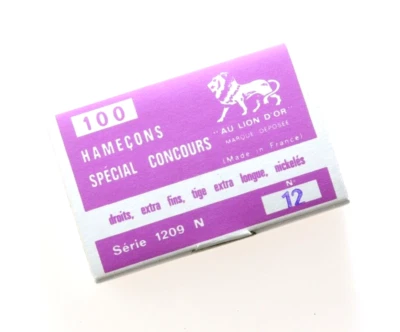 100
HAMEÇONS
SPÉCIAL CONCOURS
"AU LION D'OR"
MARQUE DÉPOSÉE
(Made in France)
droits, extra fins, tige extra longue, nickelés
Série 1209 N
N°
12